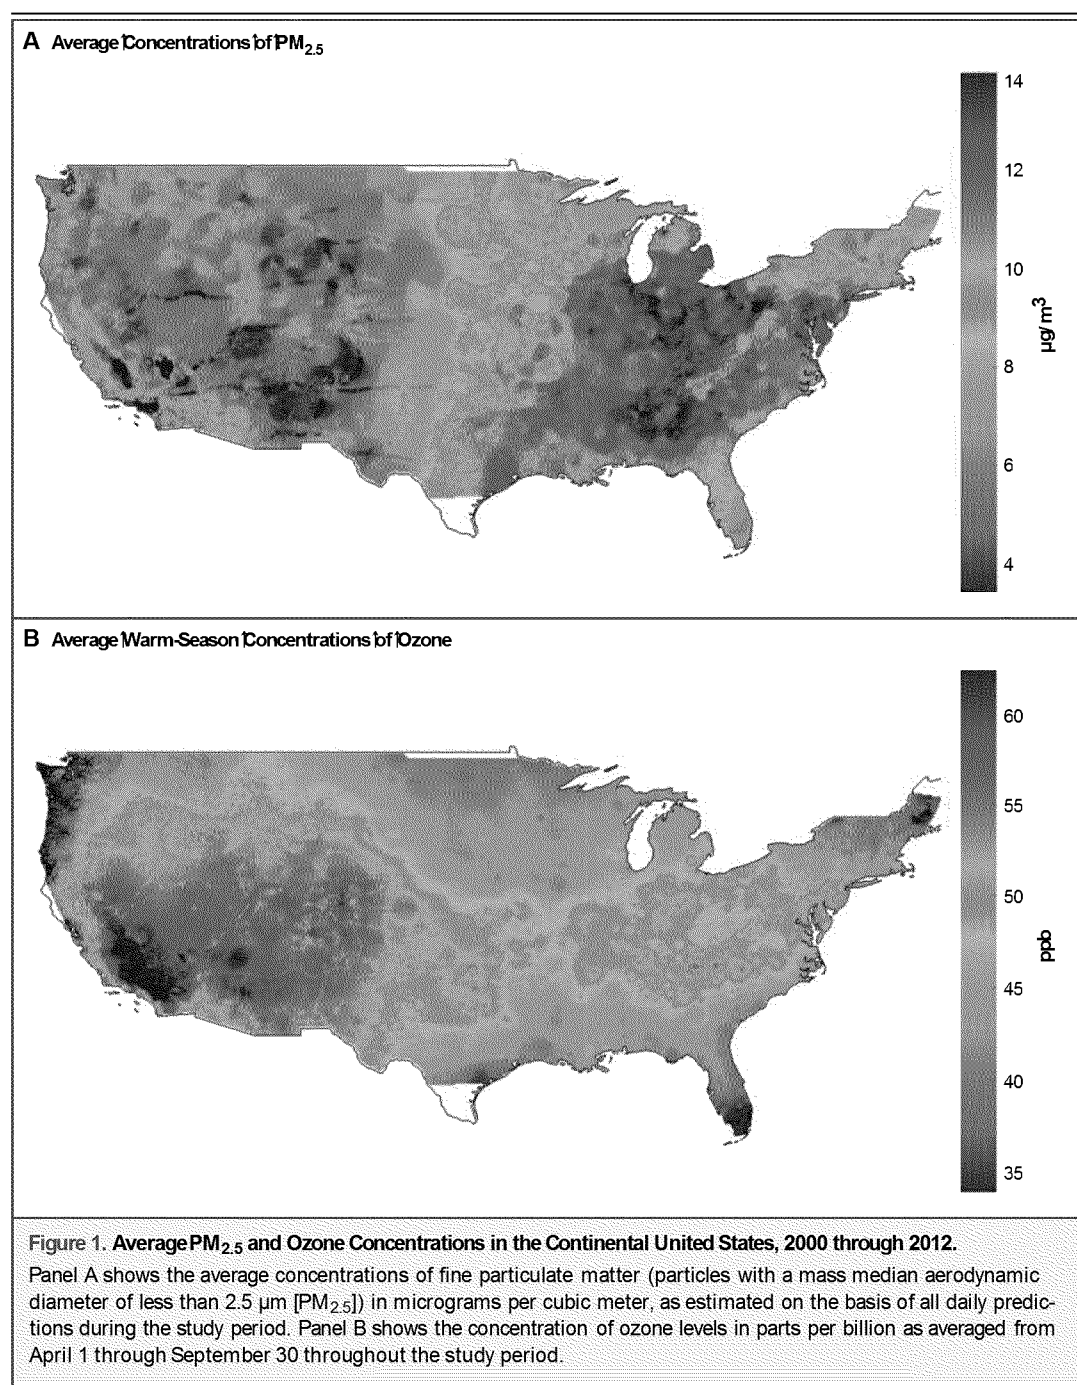 A Average Concentrations of PM2.5
14
12
10
8
6
4
µg/m3
B Average Warm-Season Concentrations of Ozone
60
55
50
45
40
35
ppb
Figure 1. Average PM2.5 and Ozone Concentrations in the Continental United States, 2000 through 2012.
Panel A shows the average concentrations of fine particulate matter (particles with a mass median aerodynamic
diameter of less than 2.5 µm [PM2.5]) in micrograms per cubic meter, as estimated on the basis of all daily predic-
tions during the study period. Panel B shows the concentration of ozone levels in parts per billion as averaged from
April 1 through September 30 throughout the study period.